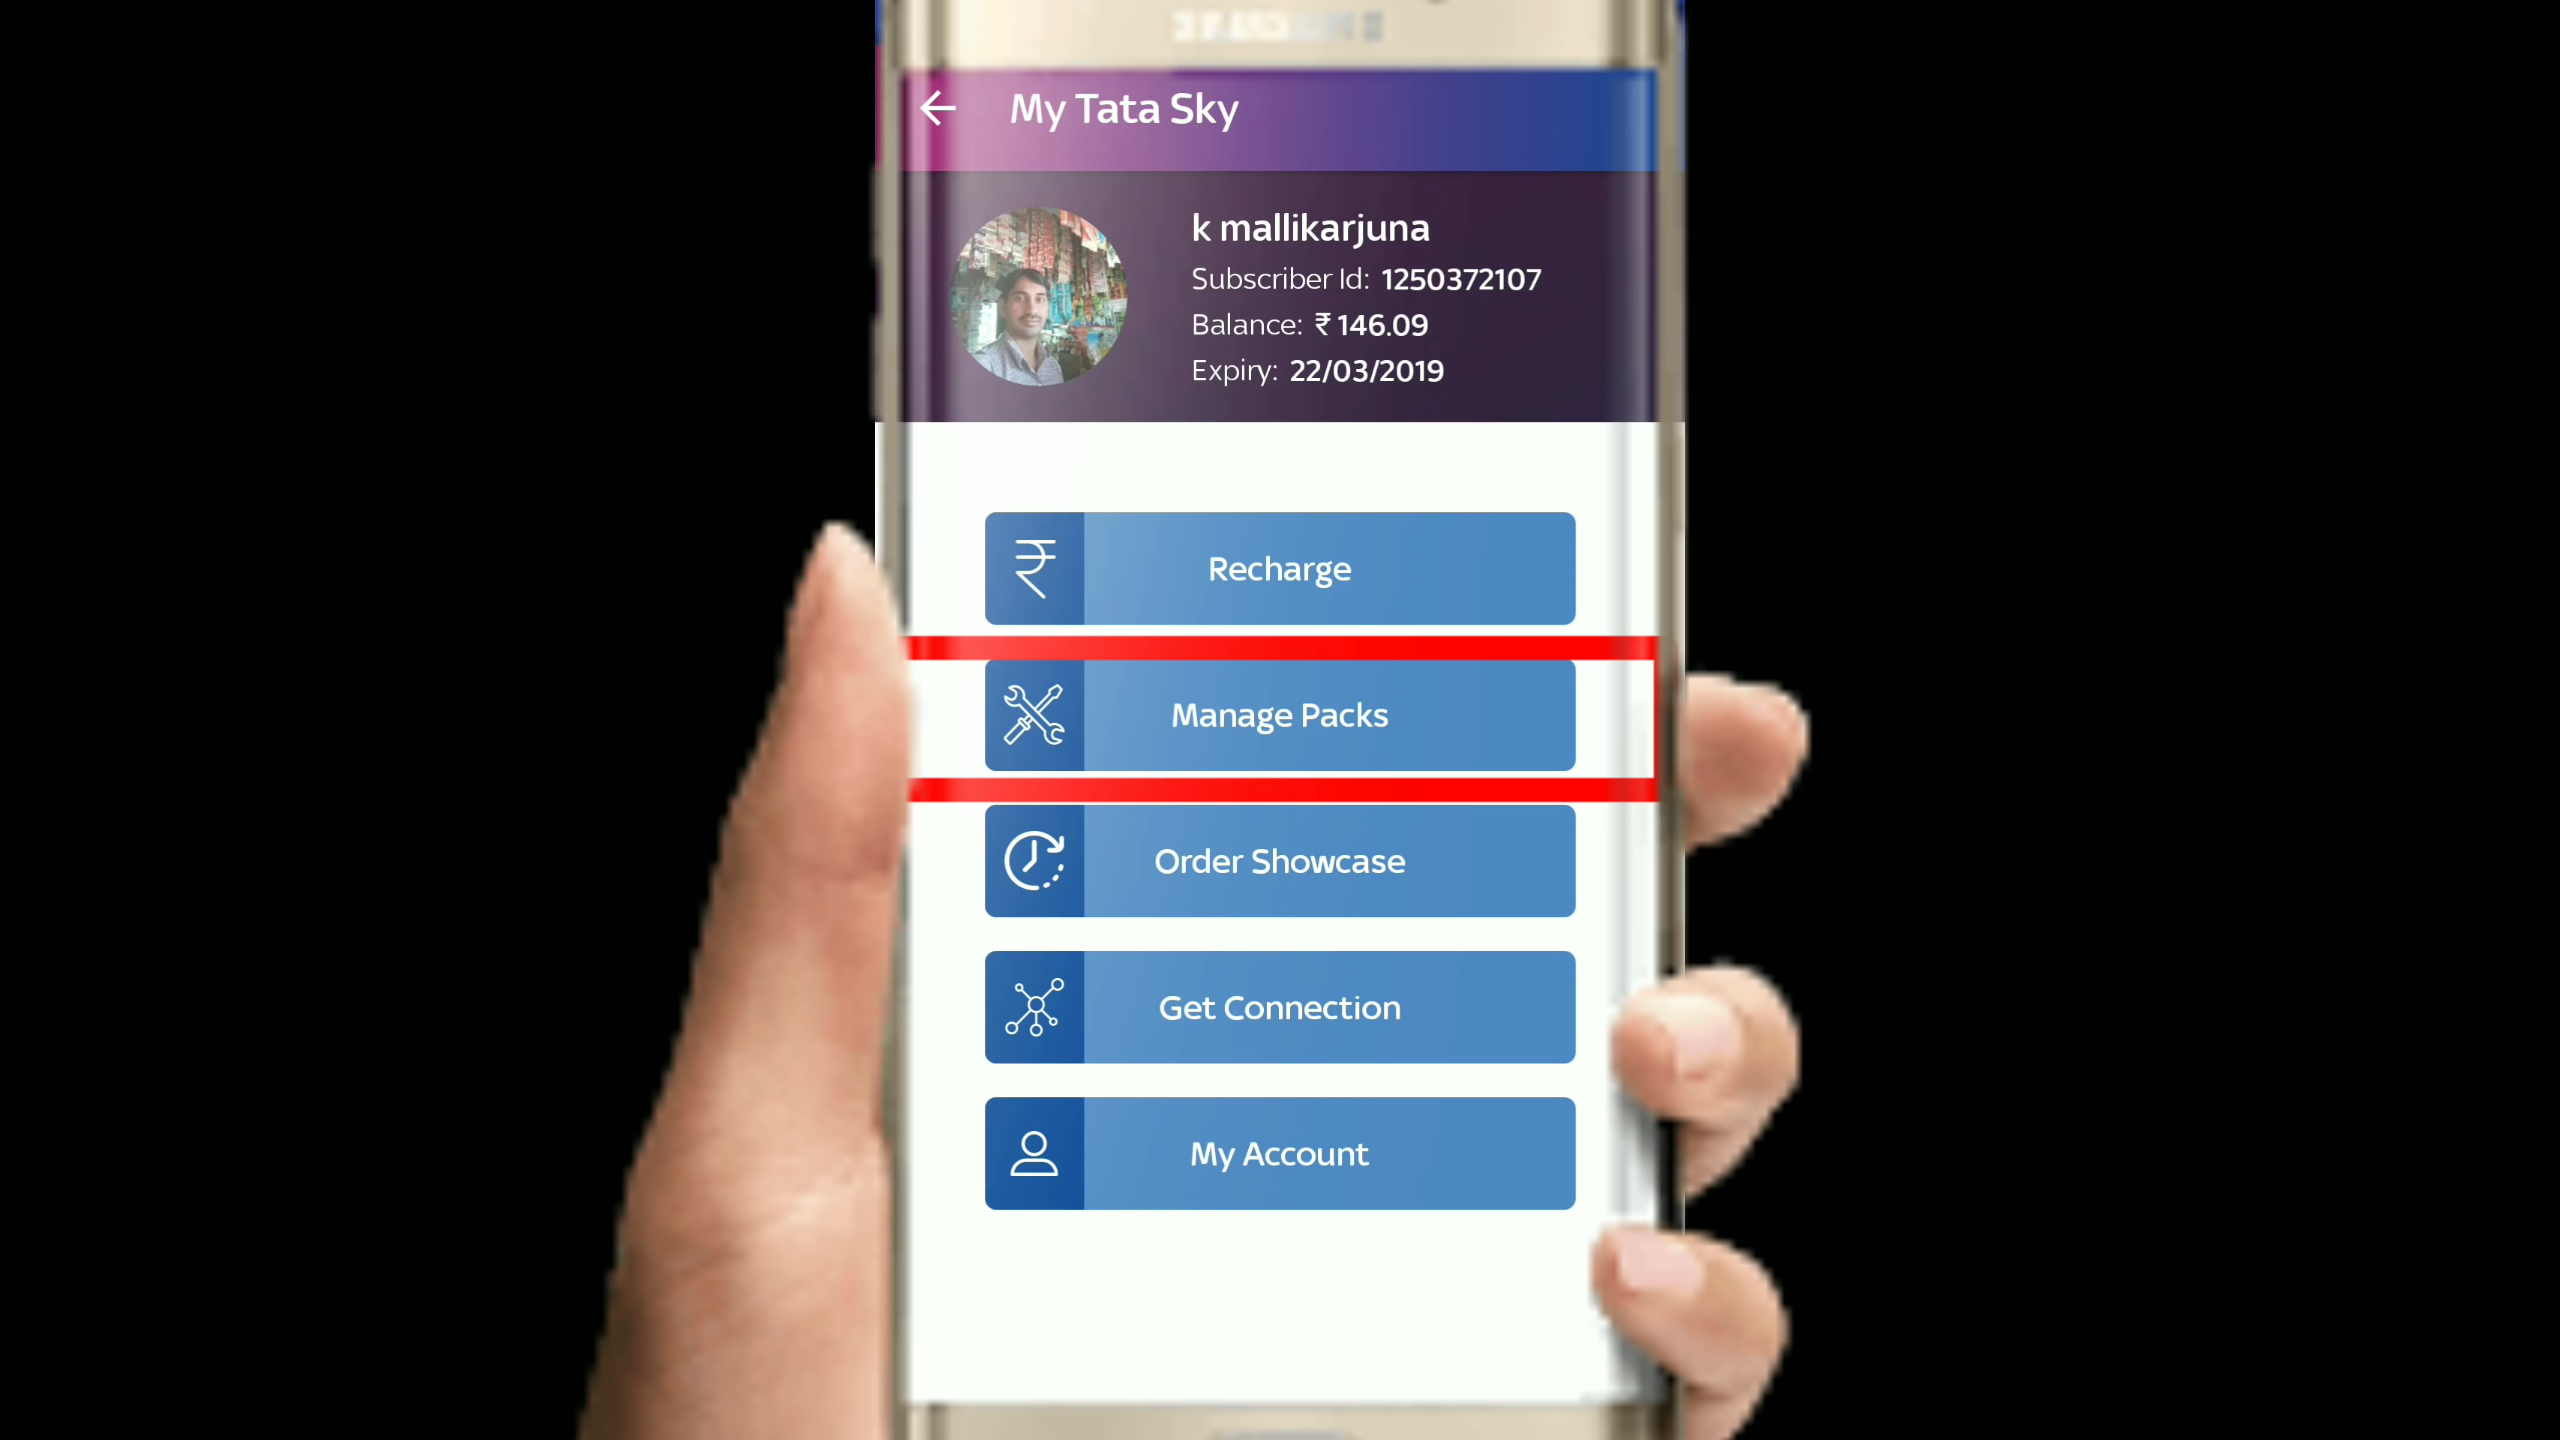 My Tata Sky
k mallikarjuna
Subscriber Id: 1250372107
Balance: ₹ 146.09
Expiry: 22/03/2019
Recharge
Manage Packs
Order Showcase
Get Connection
My Account